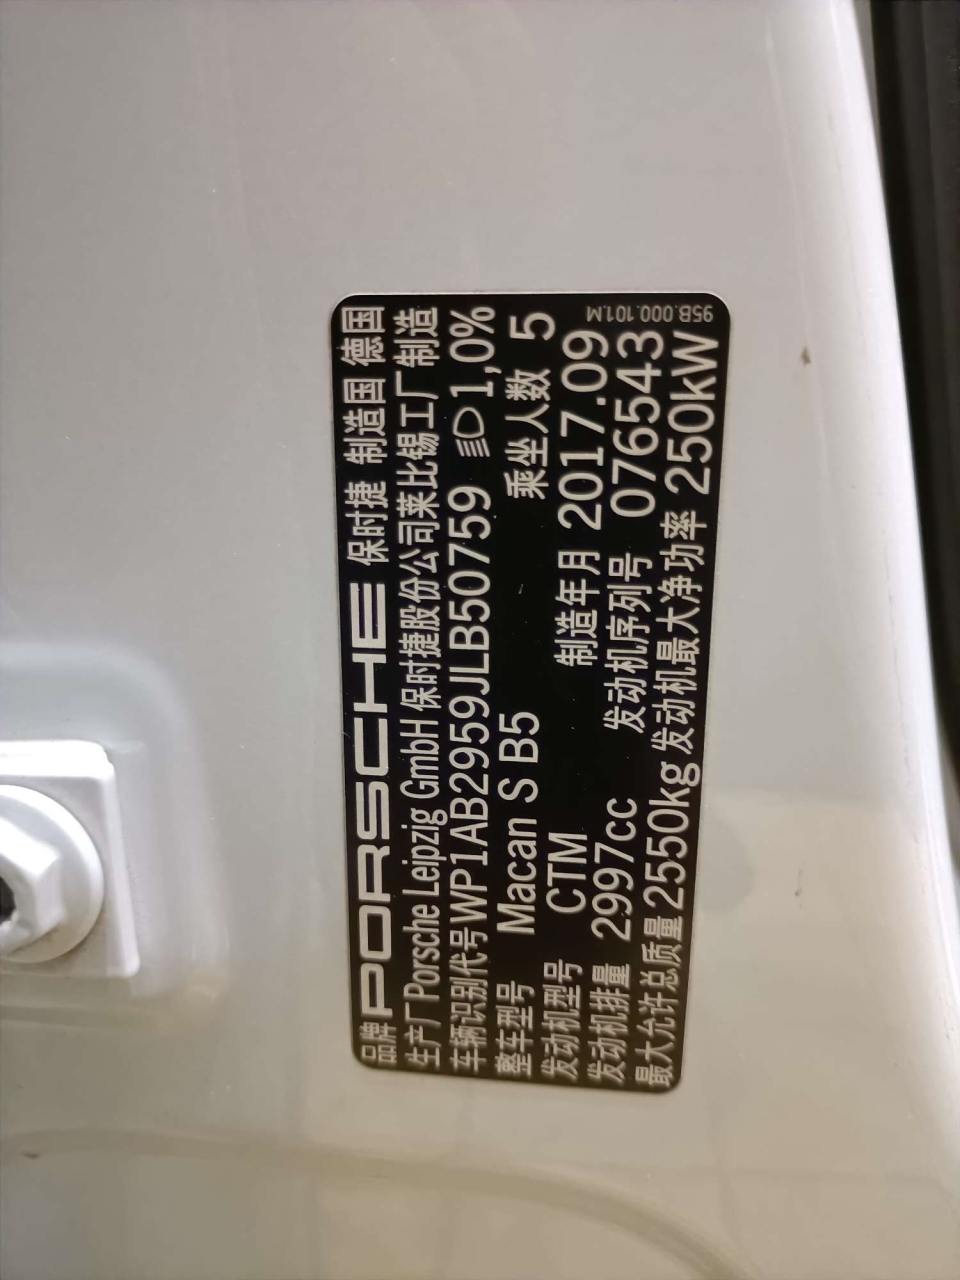 品牌 PORSCHE 保时捷 制造国 德国
生产厂 Porsche Leipzig GmbH 保时捷股份公司莱比锡工厂制造
车辆识别代号 WP1AB2959JLB50759 1,0%
整车型号 Macan S B5 乘坐人数 5
发动机型号 CTM 制造年月 2017.09
发动机排量 2997cc 发动机序列号 076543
最大允许总质量 2550kg 发动机最大净功率 250kW
95B.000.101.M